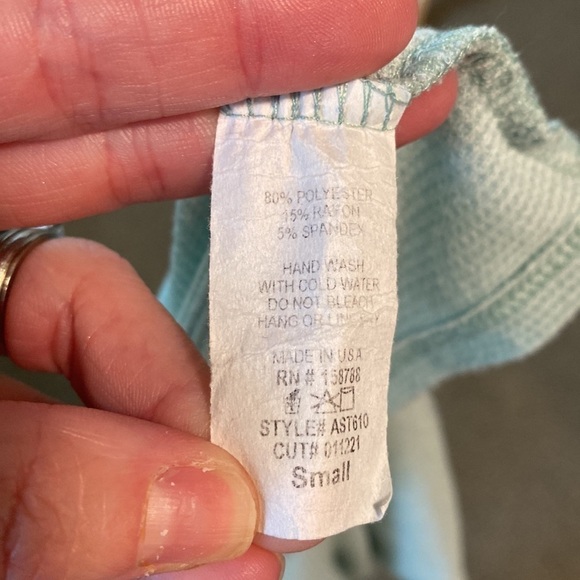 80% POLYESTER
15% RAYON
5% SPANDEX
HAND WASH
WITH COLD WATER
DO NOT BLEACH
HANG OR LINE DRY
MADE IN U.S.A.
RN # 158788
STYLE# AST610
CUT# 011221
Small